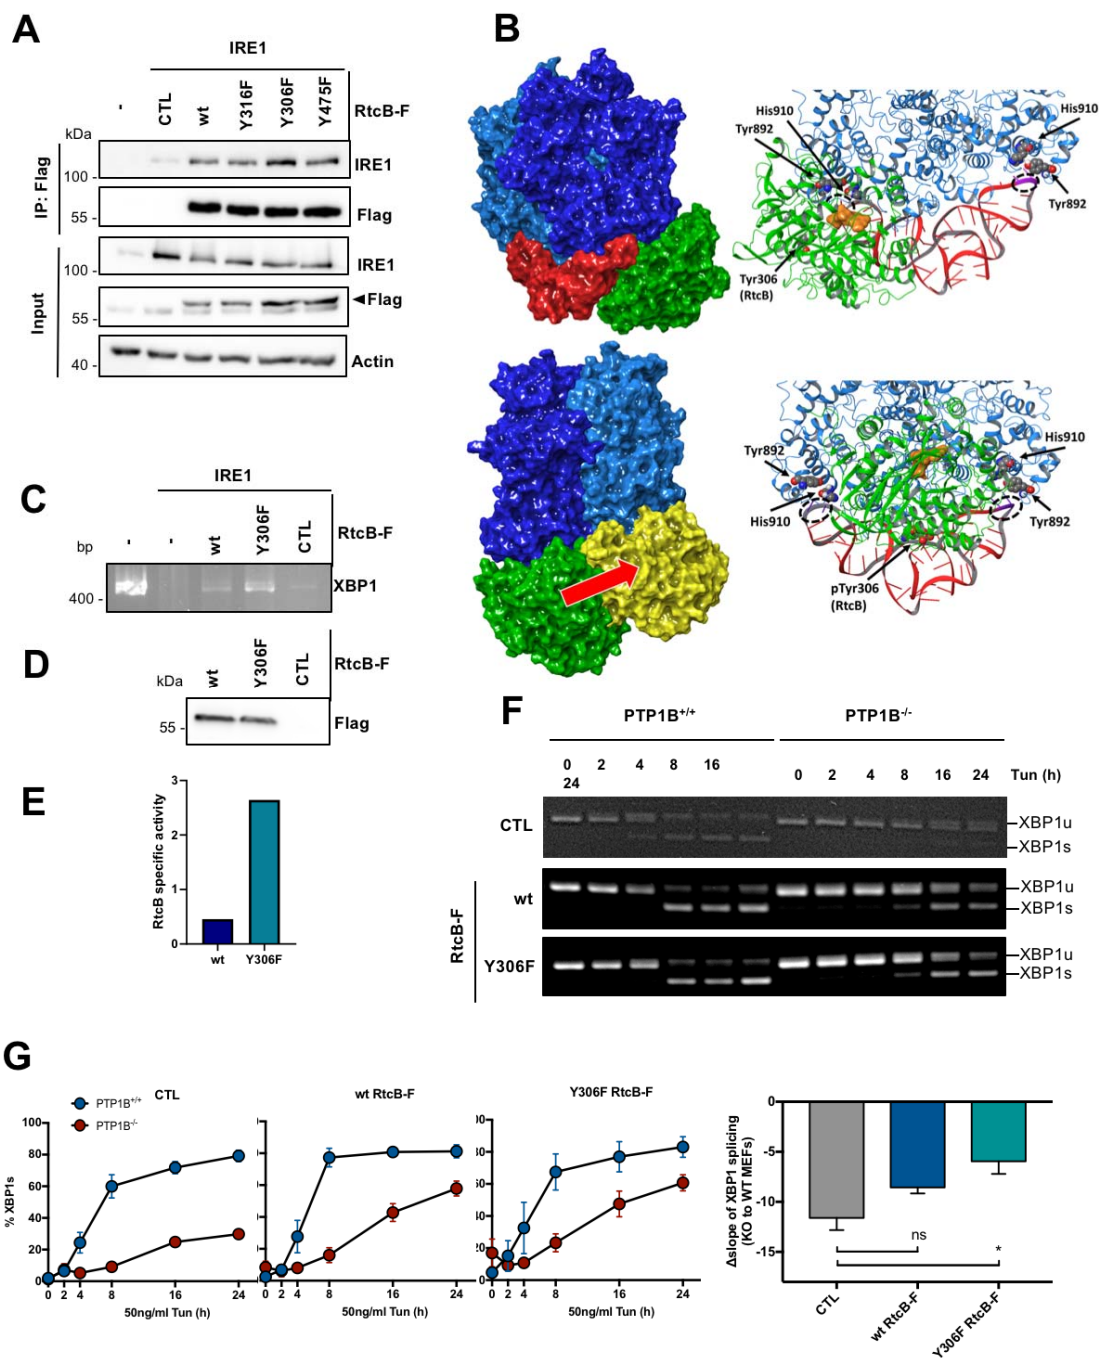 A
IRE1
-
CTL
wt
Y316F
Y306F
Y475F
RtcB-F
kDa
IP: Flag
100 -
IRE1
55 -
Flag
Input
100 -
IRE1
55 -
◄Flag
40 -
Actin
B
His910
Tyr892
His910
Tyr892
Tyr306
(RtcB)
Tyr892
His910
His910
Tyr892
pTyr306
(RtcB)
C
IRE1
-
-
wt
Y306F
CTL
RtcB-F
bp
400 -
XBP1
D
wt
Y306F
CTL
RtcB-F
kDa
55 -
Flag
E
RtcB specific activity
3
2
1
0
wt
Y306F
F
PTP1B+/+
PTP1B-/-
0 2 4 8 16
24
0 2 4 8 16 24
Tun (h)
CTL
XBP1u
XBP1s
RtcB-F
wt
XBP1u
XBP1s
Y306F
XBP1u
XBP1s
G
CTL
PTP1B+/+
PTP1B-/-
% XBP1s
100
80
60
40
20
0
0 2 4 8 16 24
50ng/ml Tun (h)
wt RtcB-F
0 2 4 8 16 24
50ng/ml Tun (h)
Y306F RtcB-F
00
80
60
40
20
0
0 2 4 8 16 24
50ng/ml Tun (h)
Δslope of XBP1 splicing
(KO to WT MEFs)
0
-5
-10
-15
ns
*
CTL
wt RtcB-F
Y306F RtcB-F